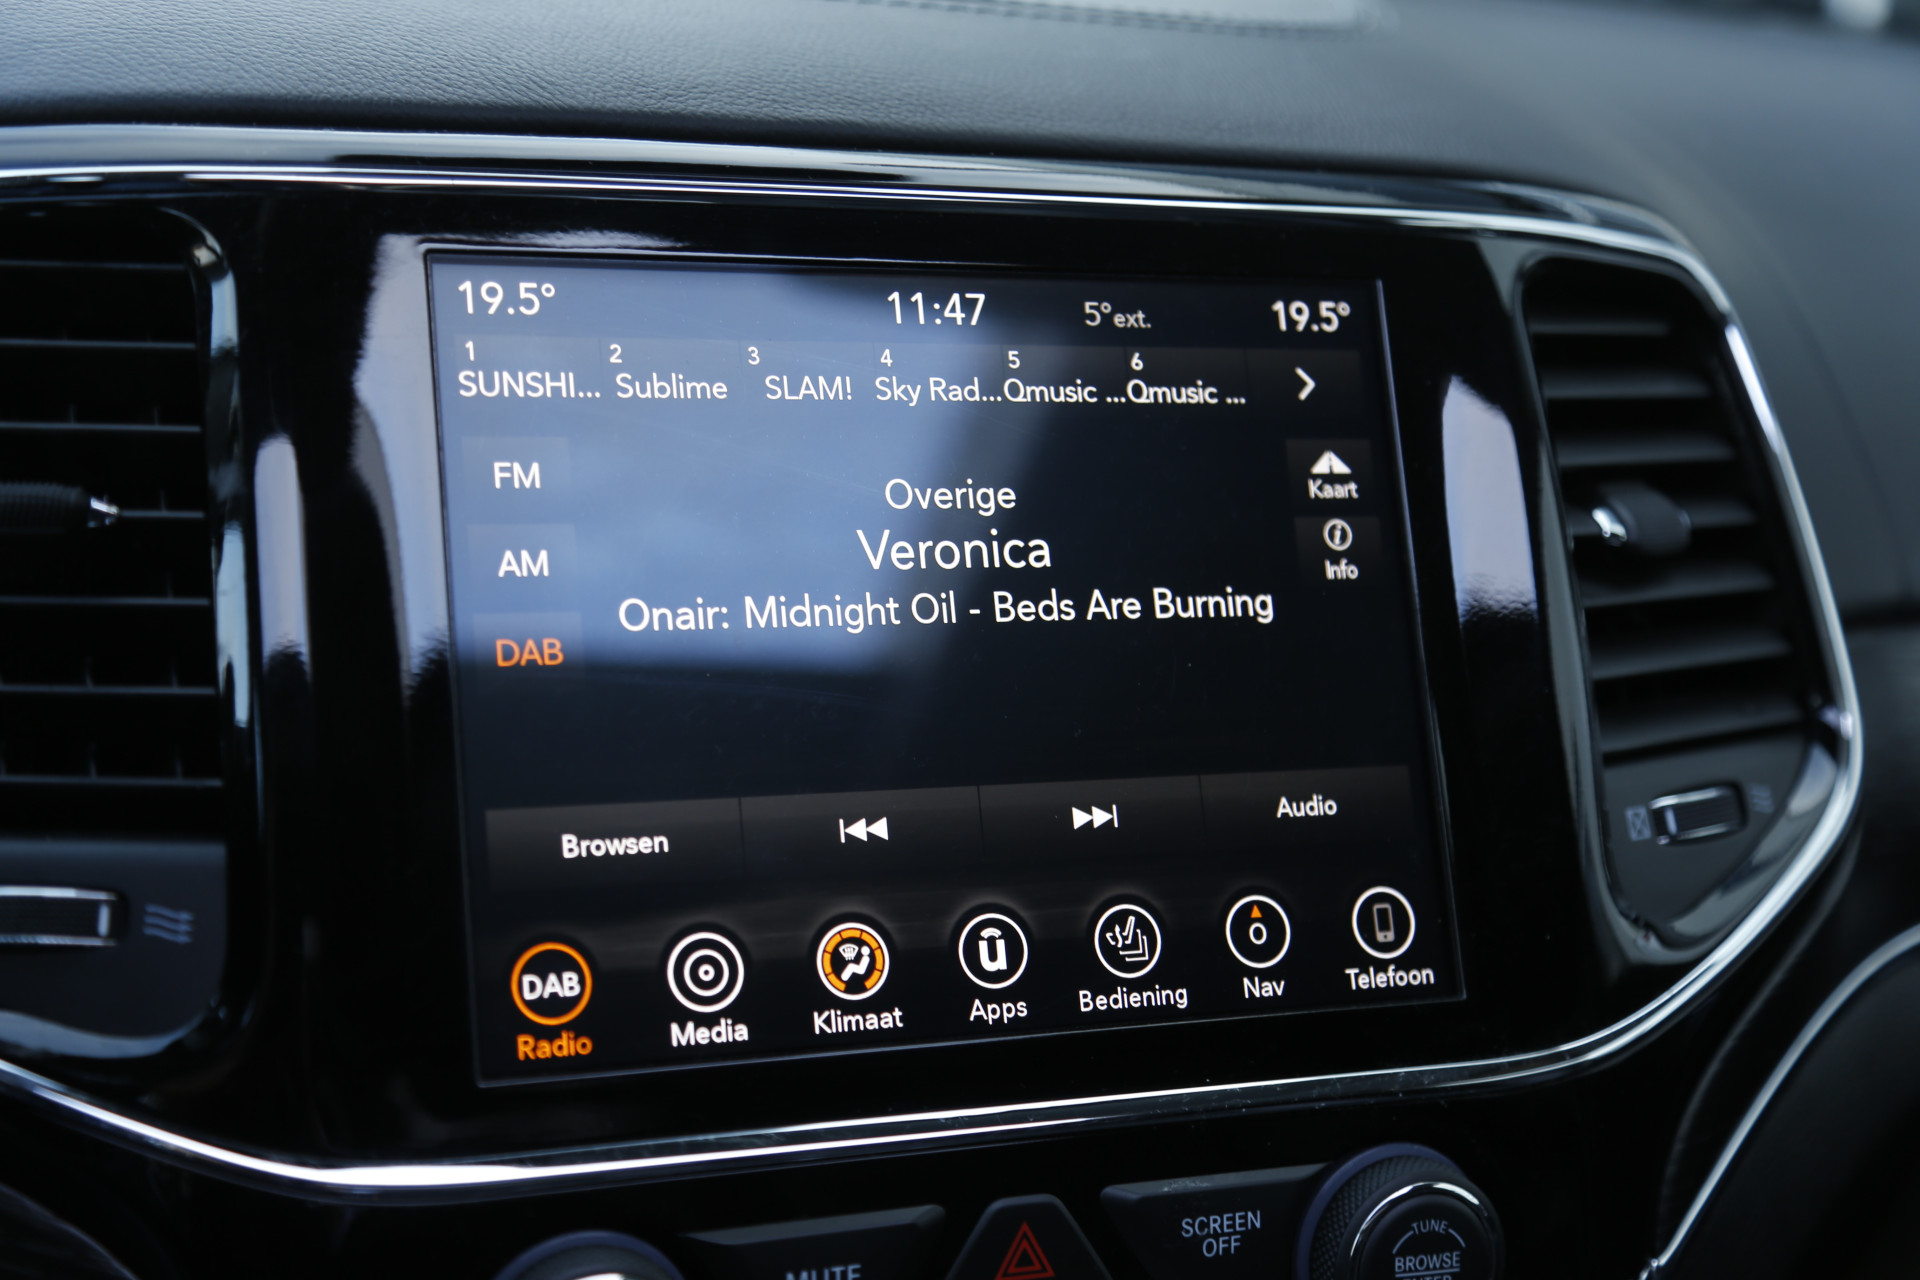 19.5° 11:47 5° ext. 19.5°
1 2 3 4 5 6
SUNSHI... Sublime SLAM! Sky Rad... Qmusic ... Qmusic ...
FM
Overige
Kaart
Veronica
AM
Info
Onair: Midnight Oil - Beds Are Burning
DAB
Browsen Audio
DAB
Radio Media Klimaat Apps Bediening Nav Telefoon
SCREEN
OFF
TUNE
BROWSE
MUTE